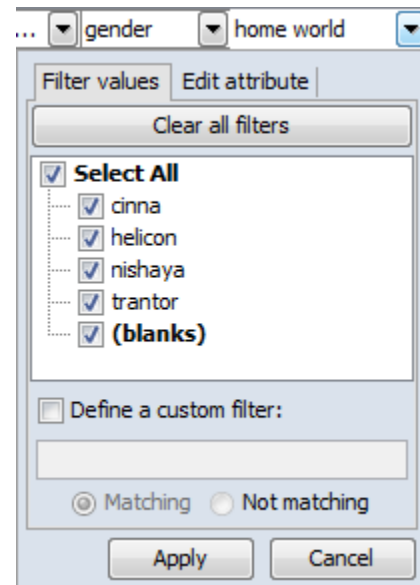 ... gender home world
Filter values Edit attribute
Clear all filters
Select All
cinna
helicon
nishaya
trantor
(blanks)
Define a custom filter:
Matching Not matching
Apply Cancel